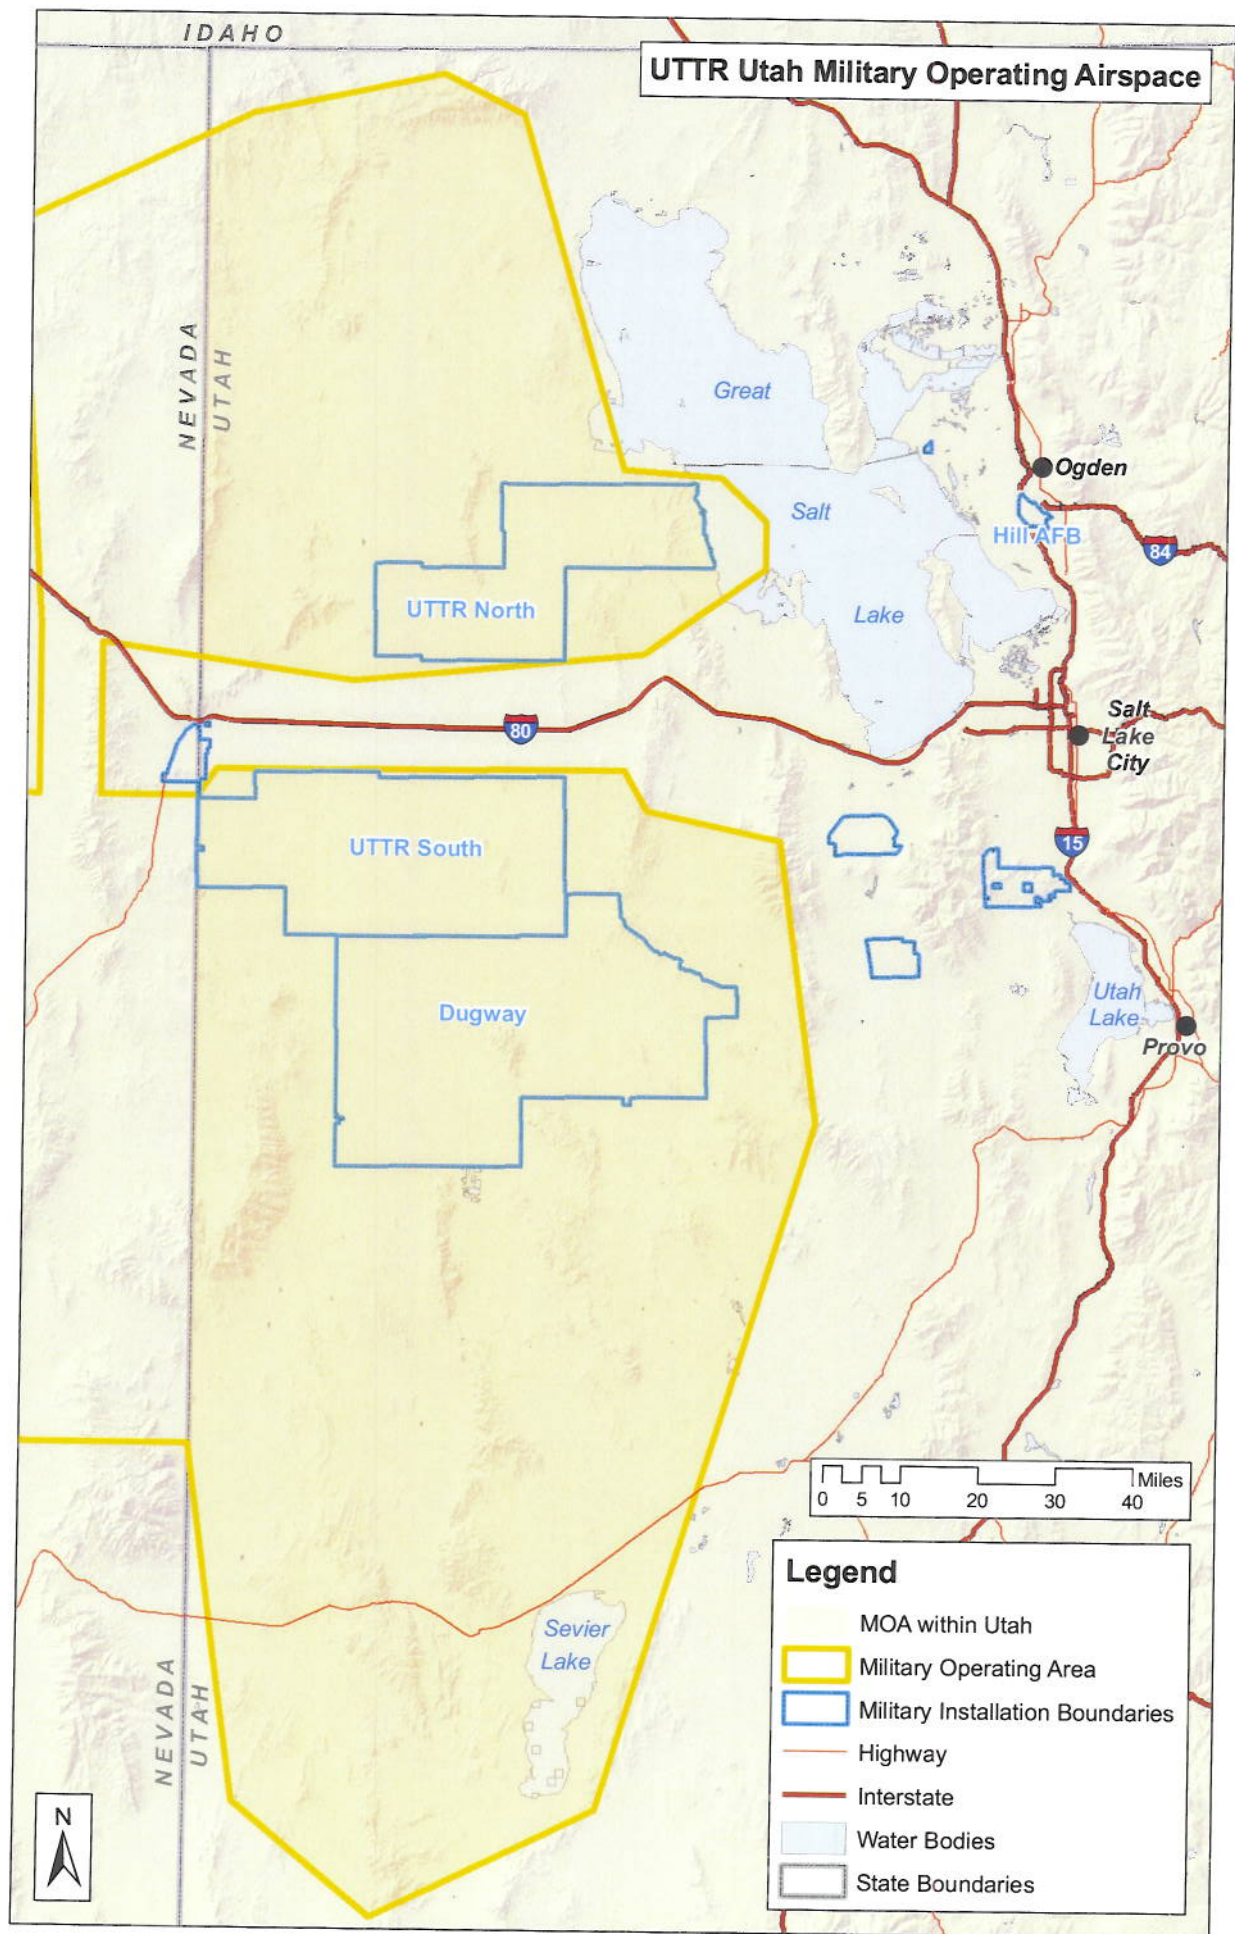 IDAHO
UTTR Utah Military Operating Airspace
NEVADA
UTAH
Great
Salt
Lake
Ogden
Hill AFB
84
UTTR North
80
Salt
Lake
City
15
UTTR South
Dugway
Utah
Lake
Provo
Miles
0 5 10 20 30 40
Legend
MOA within Utah
Military Operating Area
Military Installation Boundaries
Highway
Interstate
Water Bodies
State Boundaries
Sevier
Lake
NEVADA
UTAH
N